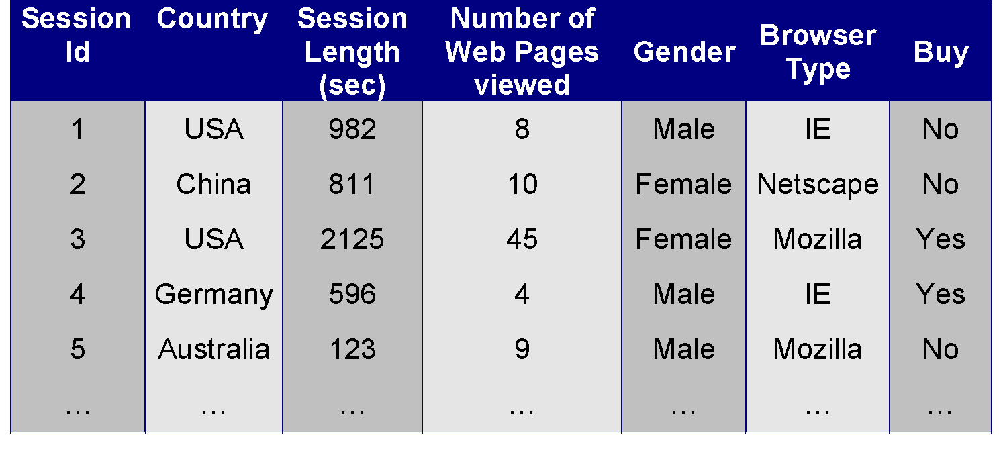 Session Id Country Session Length (sec) Number of Web Pages viewed Gender Browser Type Buy
1 USA 982 8 Male IE No
2 China 811 10 Female Netscape No
3 USA 2125 45 Female Mozilla Yes
4 Germany 596 4 Male IE Yes
5 Australia 123 9 Male Mozilla No
… … … … … … …